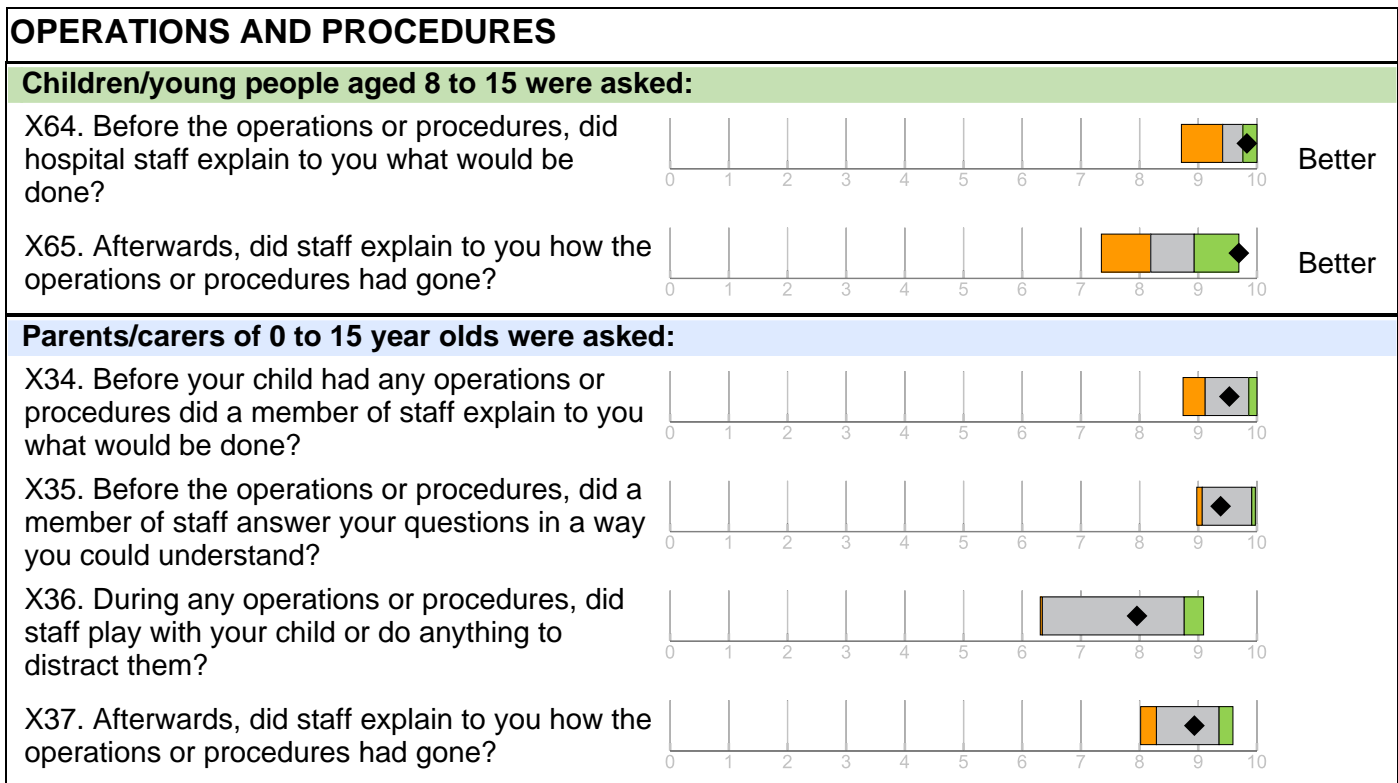 OPERATIONS AND PROCEDURES
Children/young people aged 8 to 15 were asked:
X64. Before the operations or procedures, did
hospital staff explain to you what would be
done?
0 1 2 3 4 5 6 7 8 9 10
Better
X65. Afterwards, did staff explain to you how the
operations or procedures had gone?
0 1 2 3 4 5 6 7 8 9 10
Better
Parents/carers of 0 to 15 year olds were asked:
X34. Before your child had any operations or
procedures did a member of staff explain to you
what would be done?
0 1 2 3 4 5 6 7 8 9 10
X35. Before the operations or procedures, did a
member of staff answer your questions in a way
you could understand?
0 1 2 3 4 5 6 7 8 9 10
X36. During any operations or procedures, did
staff play with your child or do anything to
distract them?
0 1 2 3 4 5 6 7 8 9 10
X37. Afterwards, did staff explain to you how the
operations or procedures had gone?
0 1 2 3 4 5 6 7 8 9 10